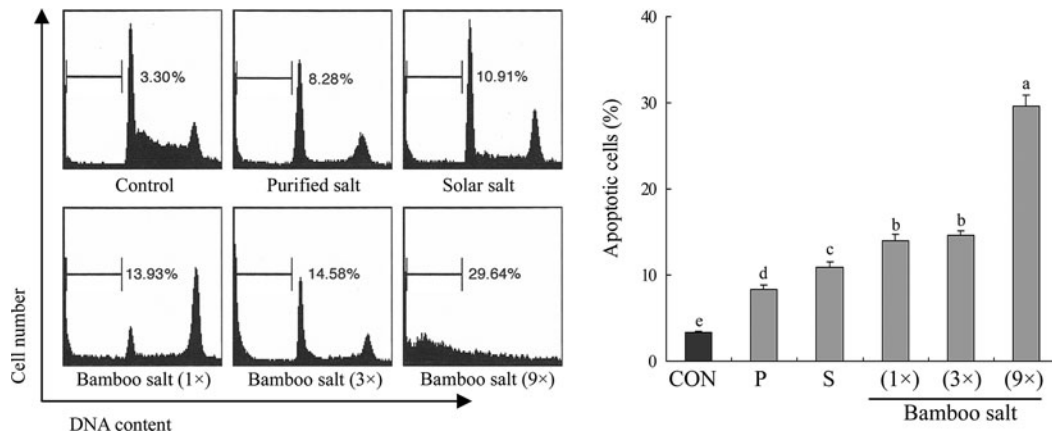 Cell number
3.30%
8.28%
10.91%
Control
Purified salt
Solar salt
13.93%
14.58%
29.64%
Bamboo salt (1×)
Bamboo salt (3×)
Bamboo salt (9×)
DNA content
Apoptotic cells (%)
40
30
20
10
0
e
d
c
b
b
a
CON
P
S
(1×)
(3×)
(9×)
Bamboo salt